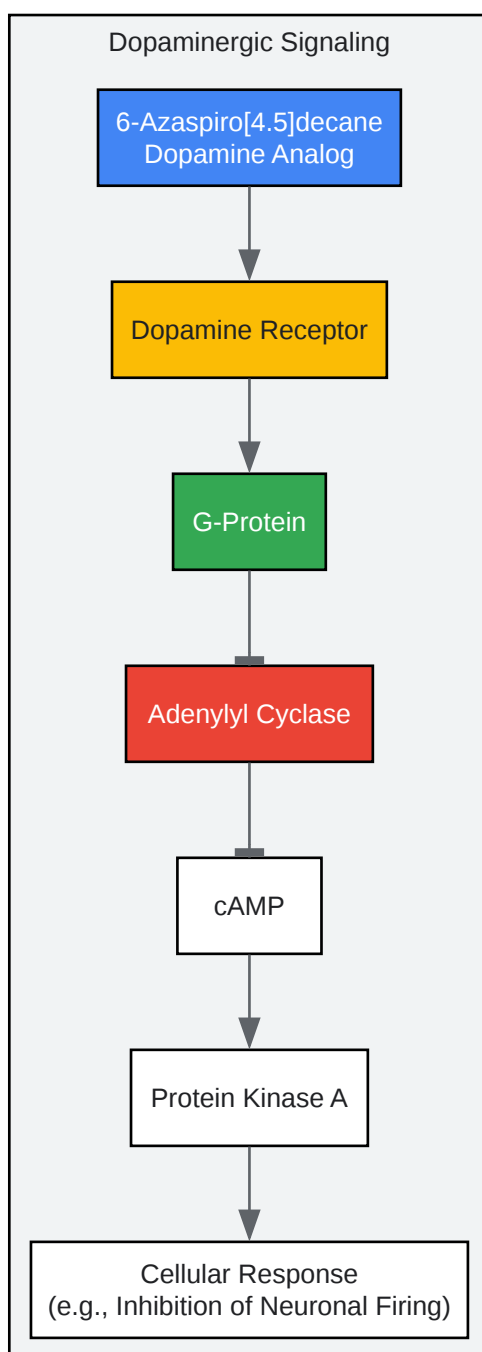 Dopaminergic Signaling
6-Azaspiro[4.5]decane
Dopamine Analog
Dopamine Receptor
G-Protein
Adenylyl Cyclase
cAMP
Protein Kinase A
Cellular Response
(e.g., Inhibition of Neuronal Firing)